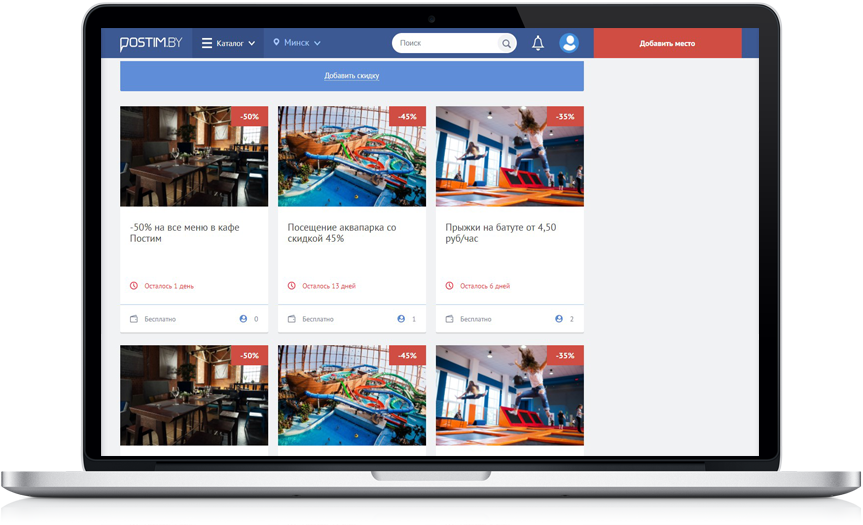 POSTIM.BY
Каталог
Минск
Поиск
Добавить место
Добавить скидку
-50%
-45%
-35%
-50% на все меню в кафе
Постим
Посещение аквапарка со
скидкой 45%
Прыжки на батуте от 4,50
руб/час
Осталось 1 день
Осталось 13 дней
Осталось 6 дней
Бесплатно
0
Бесплатно
1
Бесплатно
2
-50%
-45%
-35%